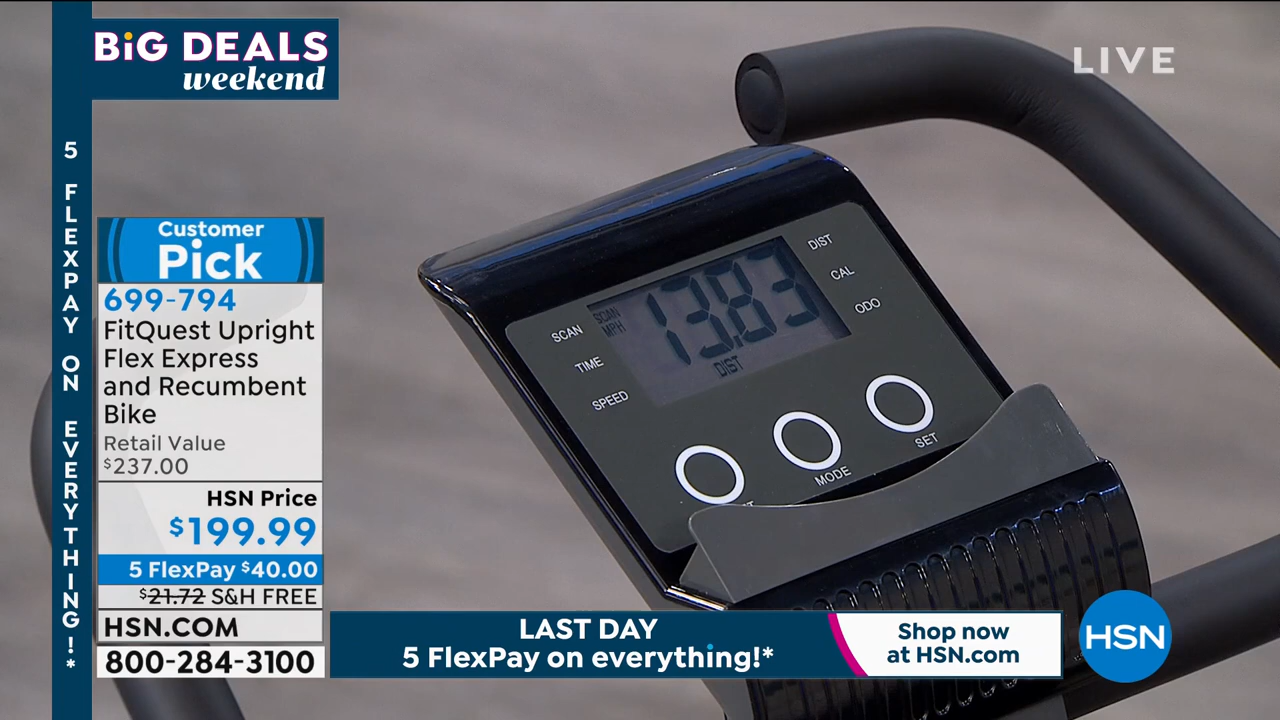 BiG DEALS
weekend
LIVE
5 FLEXPAY ON EVERYTHING!*
Customer
Pick
699-794
FitQuest Upright
Flex Express
and Recumbent
Bike
Retail Value
$237.00
HSN Price
$199.99
5 FlexPay $40.00
$21.72 S&H FREE
HSN.COM
800-284-3100
SCAN
TIME
SPEED
SCAN
MPH
13.83
DIST
DIST
CAL
ODO
MODE
SET
LAST DAY
5 FlexPay on everything!*
Shop now
at HSN.com
HSN